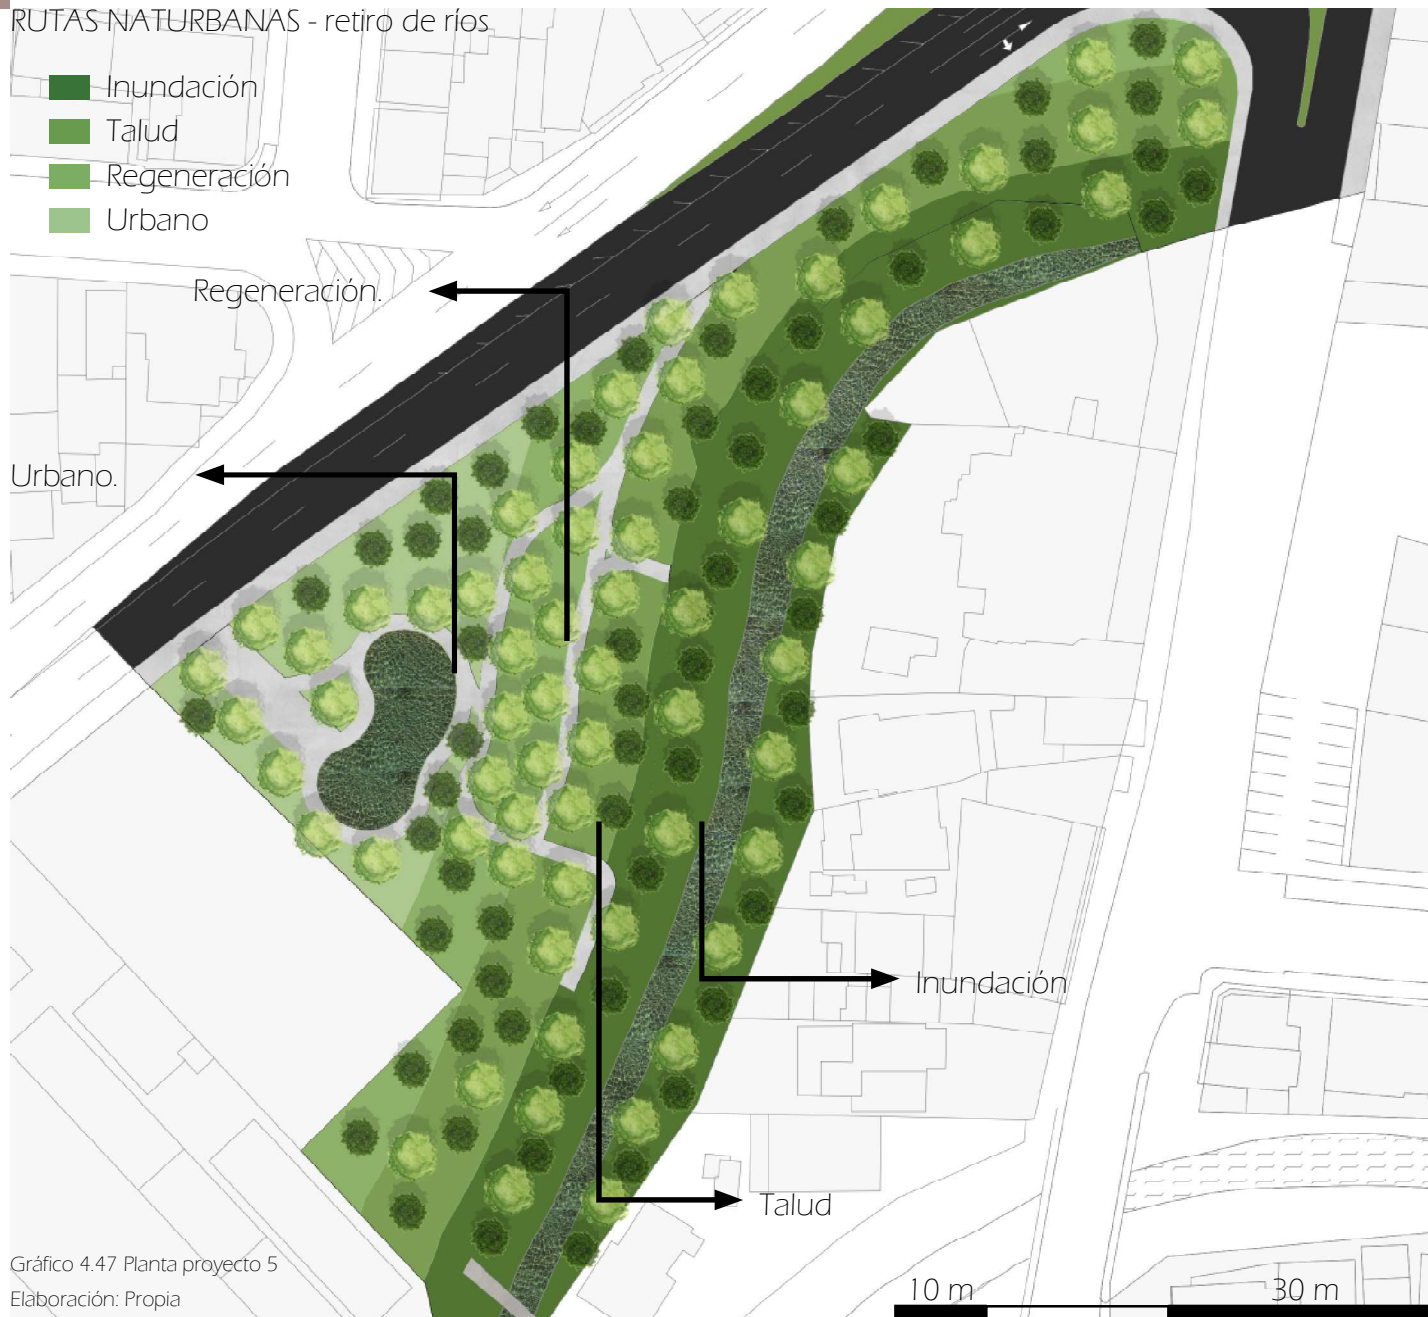 RUTAS NATURBANAS - retiro de ríos
Inundación
Talud
Regeneración
Urbano
Regeneración.
Urbano.
Inundación
Talud
Gráfico 4.47 Planta proyecto 5
Elaboración: Propia
10 m
30 m